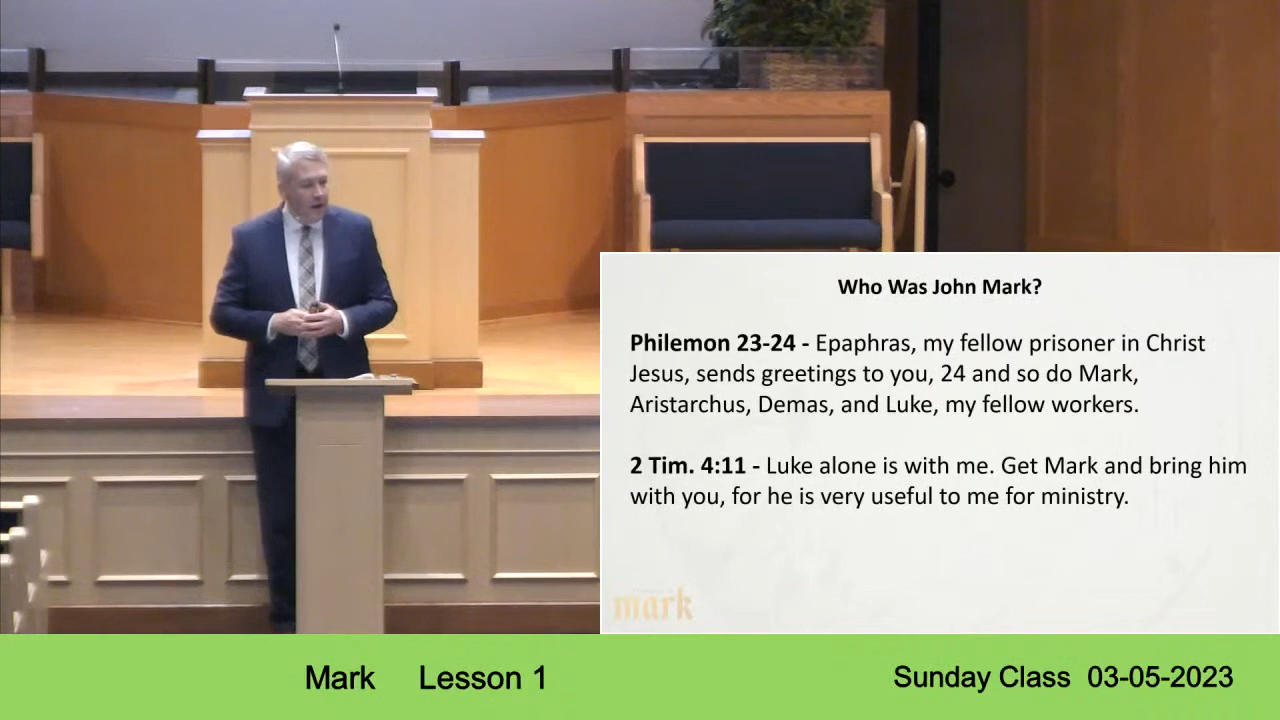 Who Was John Mark?
Philemon 23-24 - Epaphras, my fellow prisoner in Christ
Jesus, sends greetings to you, 24 and so do Mark,
Aristarchus, Demas, and Luke, my fellow workers.
2 Tim. 4:11 - Luke alone is with me. Get Mark and bring him
with you, for he is very useful to me for ministry.
mark
Mark Lesson 1
Sunday Class 03-05-2023